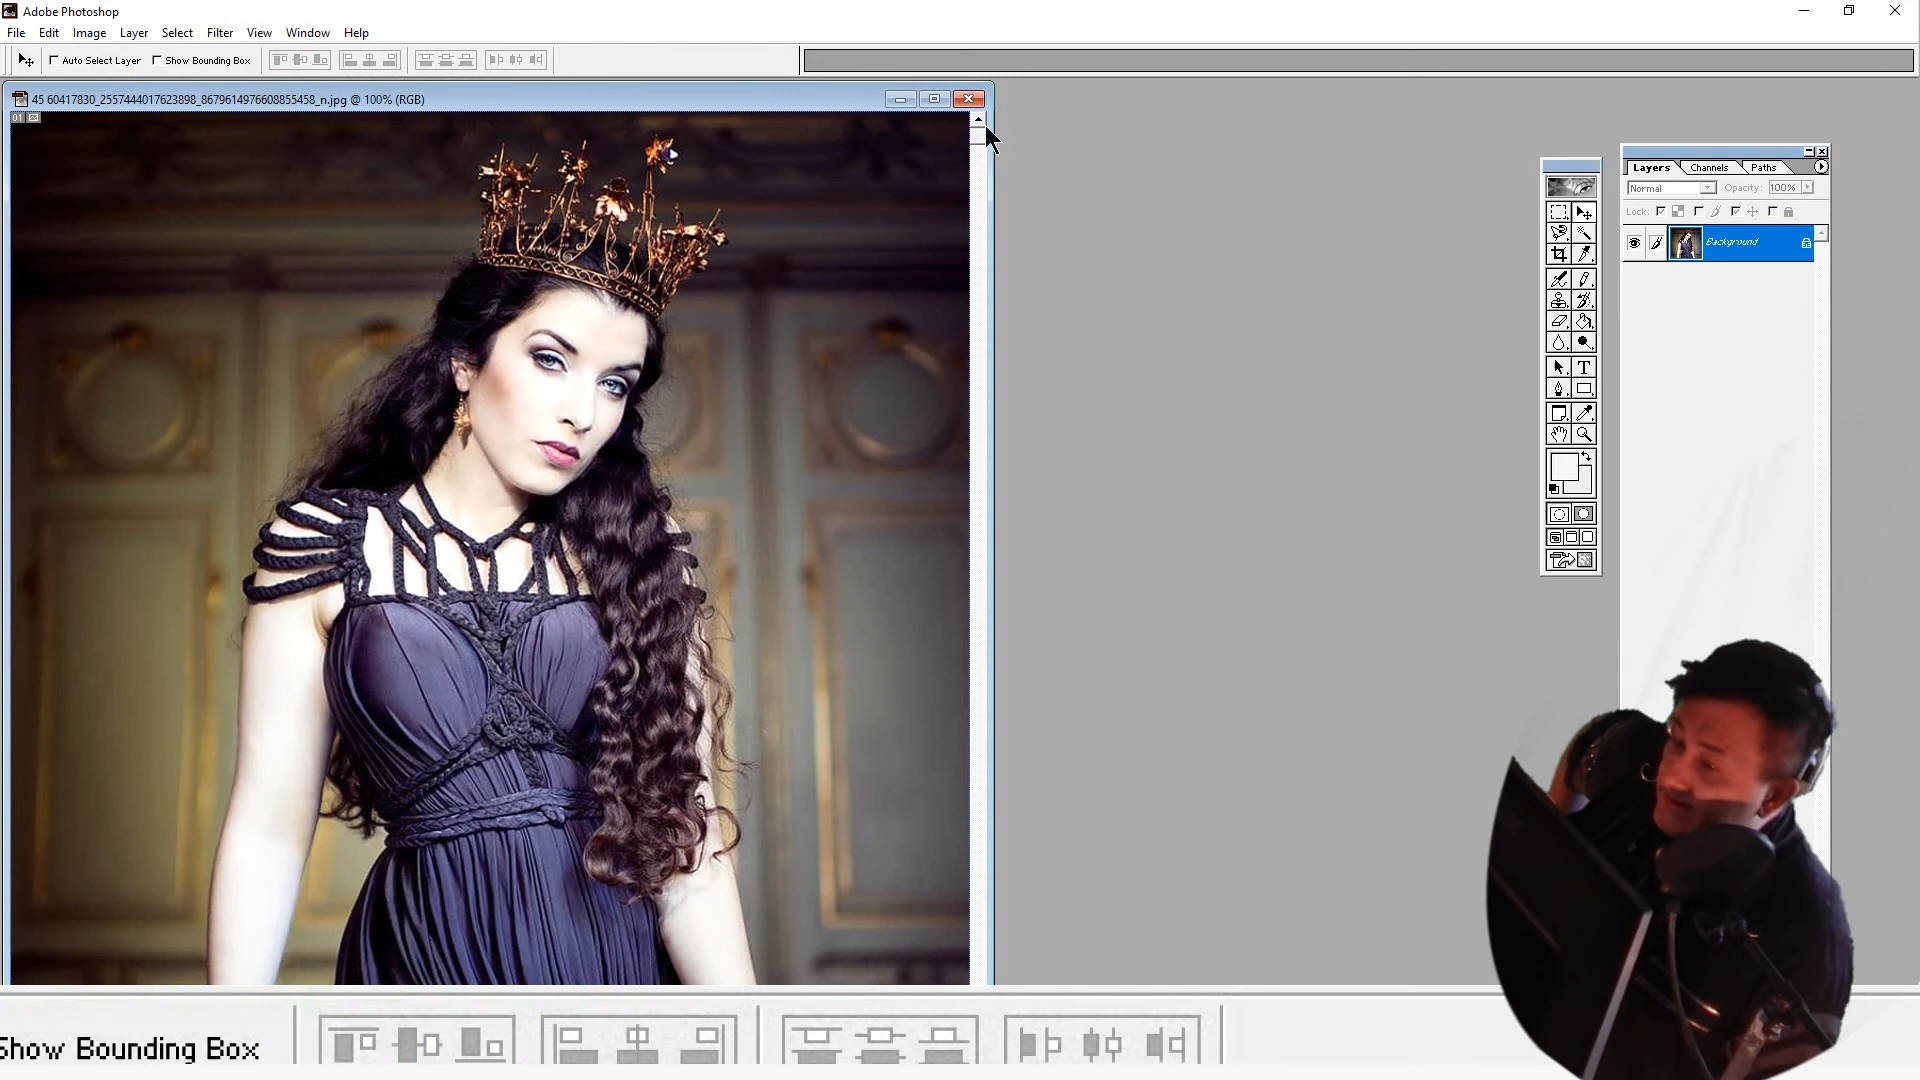 Adobe Photoshop
File Edit Image Layer Select Filter View Window Help
Auto Select Layer Show Bounding Box
45 60417830_2557444017623898_8679614976608855458_n.jpg @ 100% (RGB)
01
Layers Channels Paths
Normal Opacity: 100%
Lock:
Background
T
Show Bounding Box